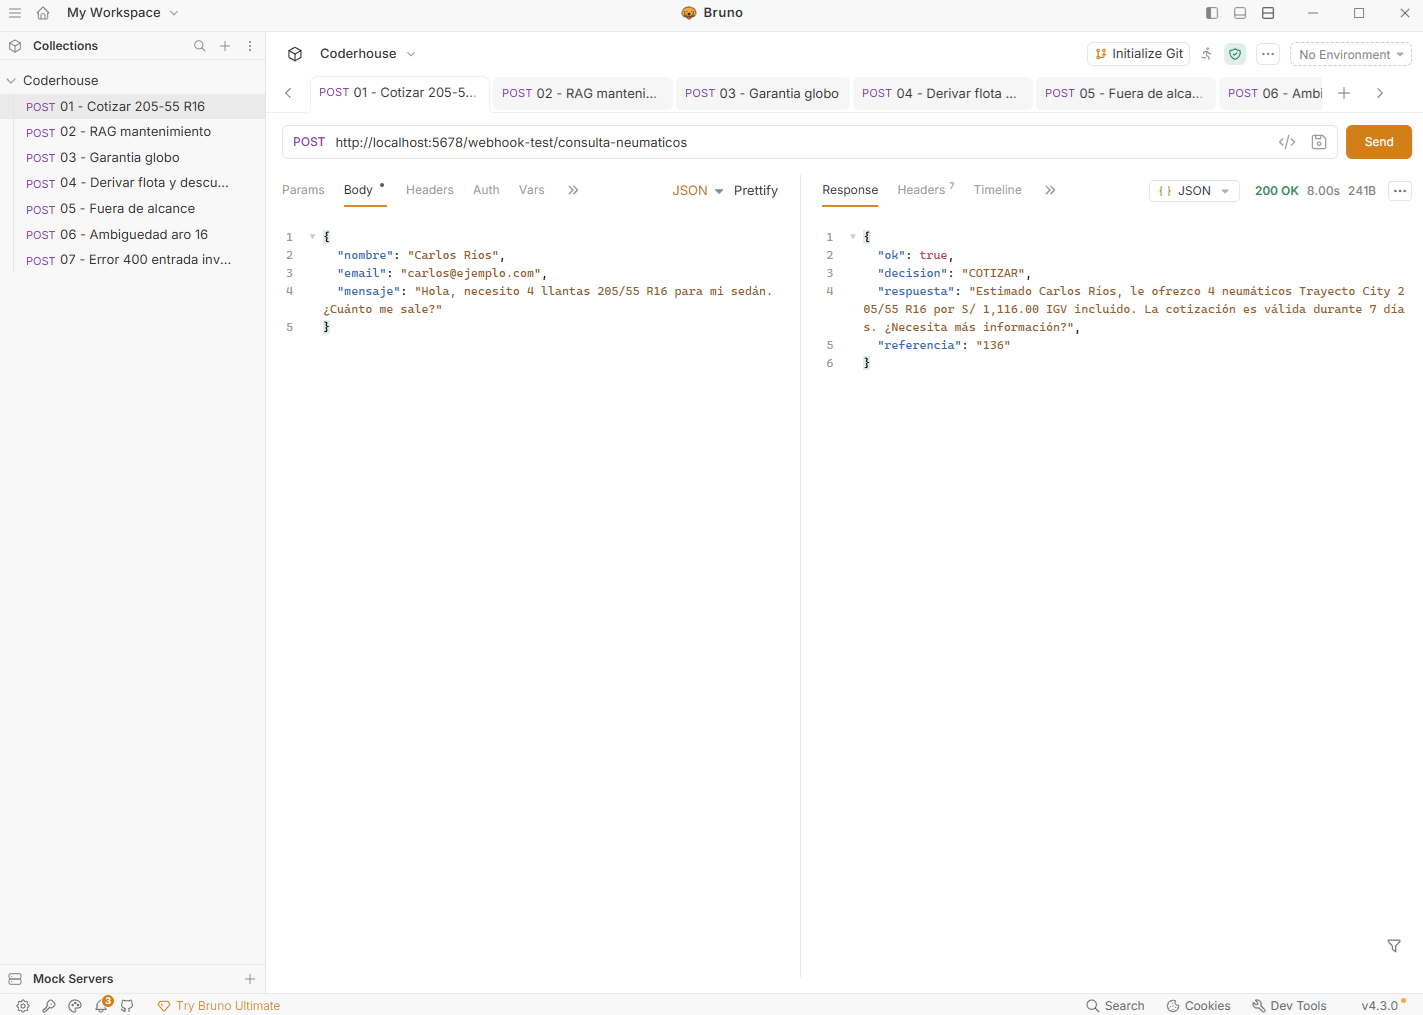 My Workspace
Bruno
Collections
Coderhouse
POST 01 - Cotizar 205-55 R16
POST 02 - RAG mantenimiento
POST 03 - Garantia globo
POST 04 - Derivar flota y descu...
POST 05 - Fuera de alcance
POST 06 - Ambiguedad aro 16
POST 07 - Error 400 entrada inv...
Mock Servers
Coderhouse
Initialize Git
No Environment
POST 01 - Cotizar 205-5...
POST 02 - RAG manteni...
POST 03 - Garantia globo
POST 04 - Derivar flota ...
POST 05 - Fuera de alca...
POST 06 - Ambi
POST http://localhost:5678/webhook-test/consulta-neumaticos
Send
Params Body Headers Auth Vars JSON Prettify
1 {
2 "nombre": "Carlos Ríos",
3 "email": "carlos@ejemplo.com",
4 "mensaje": "Hola, necesito 4 llantas 205/55 R16 para mi sedán.
¿Cuánto me sale?"
5 }
Response Headers 7 Timeline { } JSON 200 OK 8.00s 241B
1 {
2 "ok": true,
3 "decision": "COTIZAR",
4 "respuesta": "Estimado Carlos Ríos, le ofrezco 4 neumáticos Trayecto City 2
05/55 R16 por S/ 1,116.00 IGV incluido. La cotización es válida durante 7 día
s. ¿Necesita más información?",
5 "referencia": "136"
6 }
3
Try Bruno Ultimate
Search
Cookies
Dev Tools
v4.3.0